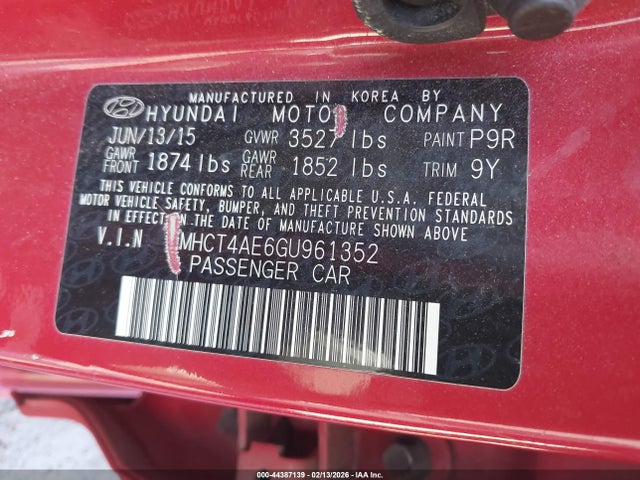 MANUFACTURED IN KOREA BY
HYUNDAI MOTO COMPANY
JUN/13/15 GVWR 3527 lbs PAINT P9R
GAWR FRONT 1874 lbs GAWR REAR 1852 lbs TRIM 9Y
THIS VEHICLE CONFORMS TO ALL APPLICABLE U.S.A. FEDERAL
MOTOR VEHICLE SAFETY, BUMPER, AND THEFT PREVENTION STANDARDS
IN EFFECT ON THE DATE OF MANUFACTURE SHOWN ABOVE
V.I.N MHCT4AE6GU961352
PASSENGER CAR
000-44387139 - 02/13/2026 - IAA Inc.